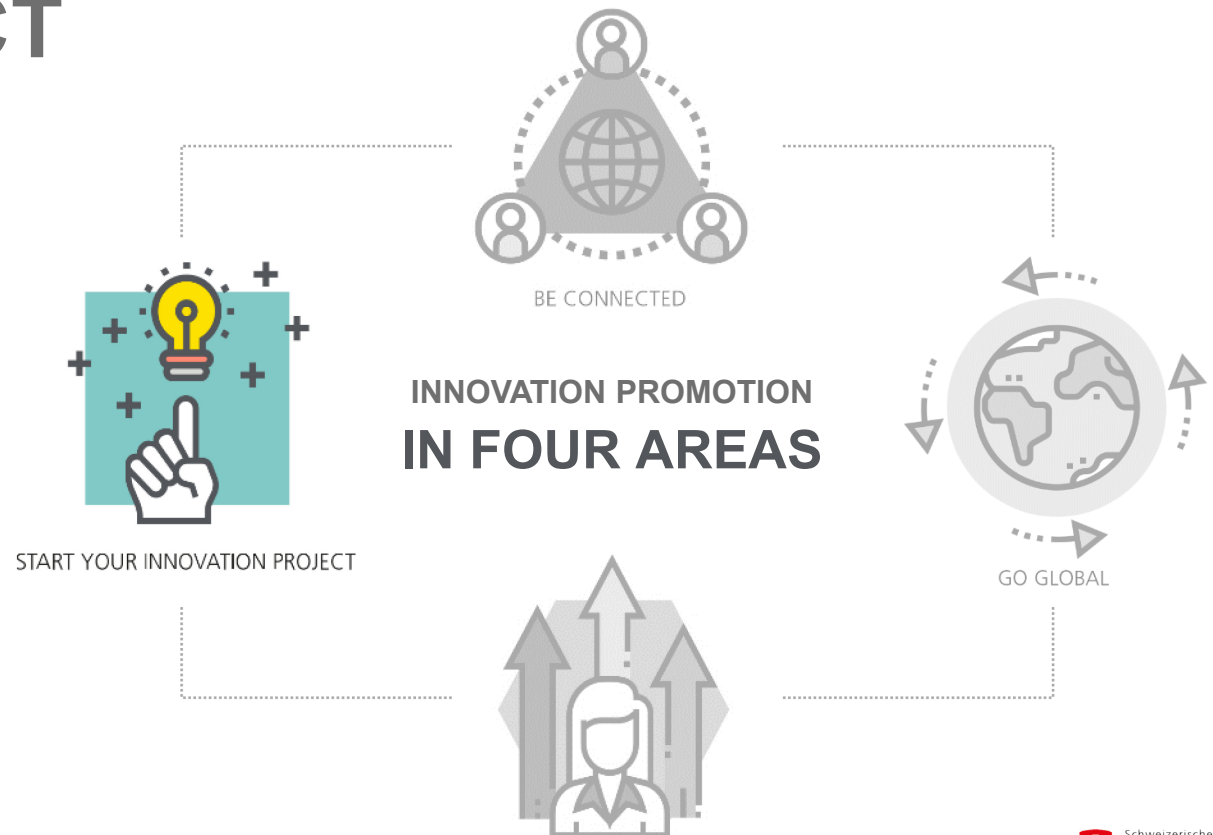 CT
BE CONNECTED
INNOVATION PROMOTION
IN FOUR AREAS
START YOUR INNOVATION PROJECT
GO GLOBAL
Schweizerische